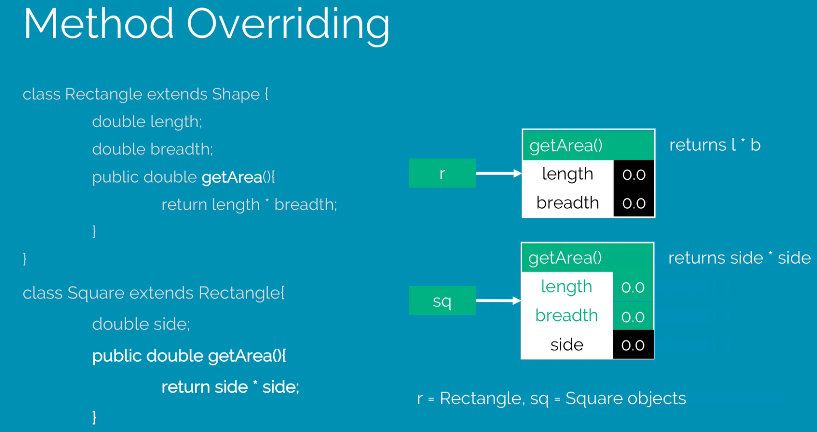 Method Overriding
class Rectangle extends Shape {
double length;
double breadth;
public double getArea(){
return length * breadth;
}
}
class Square extends Rectangle{
double side;
public double getArea(){
return side * side;
}
r
getArea()
length 0.0
breadth 0.0
returns l * b
sq
getArea()
length 0.0
breadth 0.0
side 0.0
returns side * side
r = Rectangle, sq = Square objects